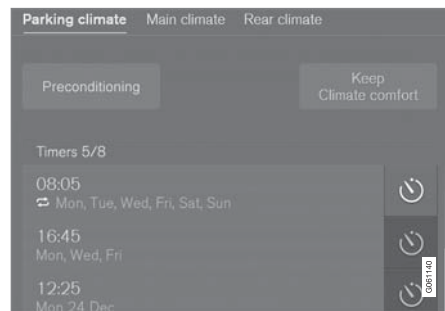 Parking climate Main climate Rear climate
Preconditioning
Keep
Climate comfort
Timers 5/8
08:05
Mon, Tue, Wed, Fri, Sat, Sun
16:45
Mon, Wed, Fri
12:25
Mon 24 Dec
G061140